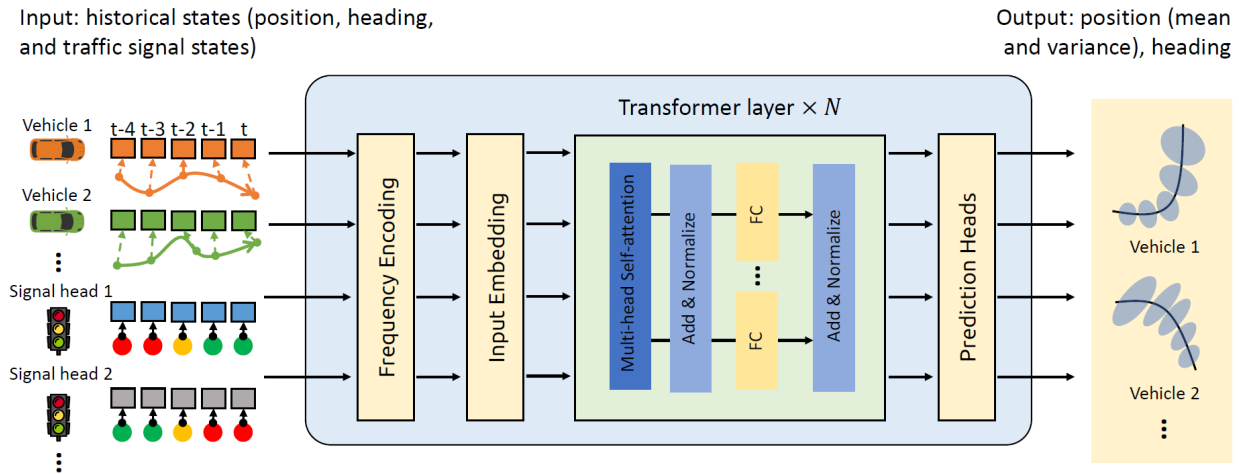 Input: historical states (position, heading,
and traffic signal states)
Output: position (mean
and variance), heading
Transformer layer × N
Vehicle 1
t-4 t-3 t-2 t-1 t
Vehicle 2
...
Signal head 1
Signal head 2
...
Frequency Encoding
Input Embedding
Multi-head Self-attention
Add & Normalize
FC
...
FC
Add & Normalize
Prediction Heads
Vehicle 1
Vehicle 2
...